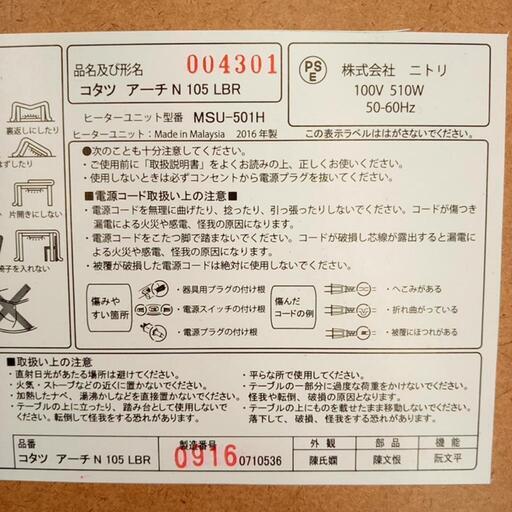 品名及び形名 004301
コタツ アーチ N 105 LBR
PS
E
株式会社 ニトリ
100V 510W
50-60Hz
ヒーターユニット型番 MSU-501H
ヒーターユニット：Made in Malaysia 2016 年製
この表示ラベルははがさないでください。
裏返しにしたり
はずしたり
片開きにしない
椅子を入れない
●次のことも十分注意してください。
・ご使用前に「取扱説明書」をよくお読みの上、正しくお使いください。
・使用しないときは必ずコンセントから電源プラグを抜いてください。
■電源コード取扱い上の注意■
・電源コードを無理に曲げたり、捻ったり、引っ張ったりしないでください。コードが傷つき
漏電による火災や感電、怪我の原因になります。
・電源コードをこたつ脚で踏まないでください。コードが破損し芯線が露出すると漏電に
よる火災や感電、怪我の原因となります。
・被覆が破損した電源コードは絶対に使用しないでください。
傷みや
すい箇所
・器具用プラグの付け根
・電源スイッチの付け根
・電源プラグの付け根
傷んだ
コードの例
・へこみがある
・折れ曲がっている
・被覆にほつれがある
■取扱い上の注意
・直射日光があたる場所は避けてください。
・火気・ストーブなどの近くに置かないでください。
・加熱したナベ、湯沸かしなどを直接置かないでください。
・テーブルの上に立ったり、踏み台として使用しないで
ください。転倒して怪我をする恐れがあります。
・平らな所で使用してください。
・テーブルの一部分に過度な荷重をかけないでください。
怪我や転倒、破損の原因となります。
・テーブルの上にものを載せたまま移動しないでください。
落下して、破損、怪我をする恐れがあります。
品番 製造番号 外観 部品 機能
コタツ アーチ N 105 LBR 0916 0710536 陳氏嫻 陳文恨 阮文平